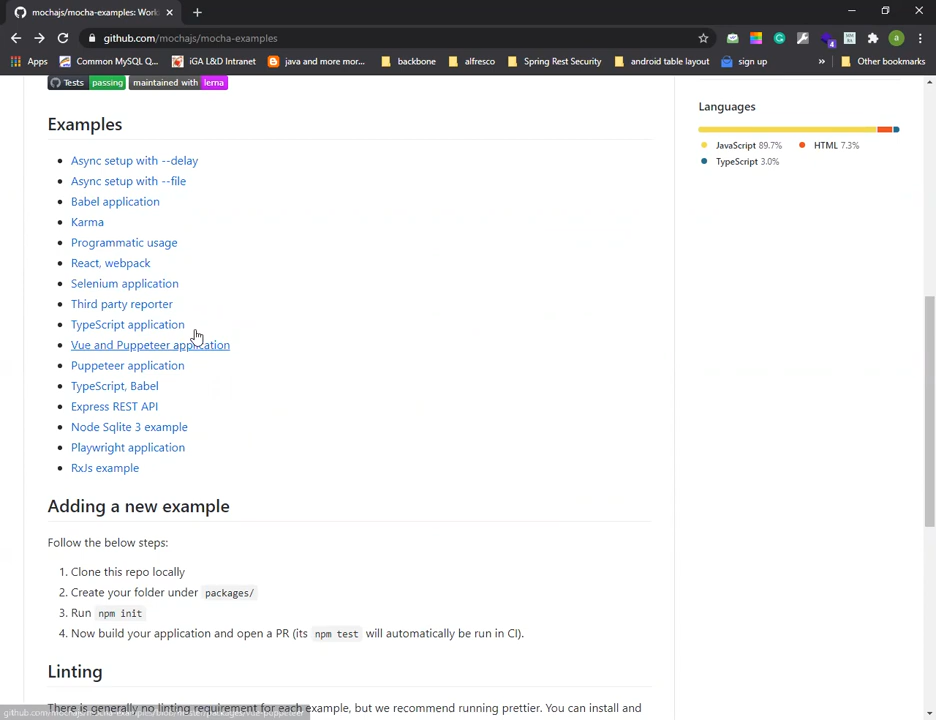 mochajs/mocha-examples: Work
github.com/mochajs/mocha-examples
a
4
Apps
Common MySQL Q...
iGA L&D Intranet
java and more mor...
backbone
alfresco
Spring Rest Security
android table layout
sign up
»
Other bookmarks
Tests passing
maintained with lerna
Examples
Async setup with --delay
Async setup with --file
Babel application
Karma
Programmatic usage
React, webpack
Selenium application
Third party reporter
TypeScript application
Vue and Puppeteer application
Puppeteer application
TypeScript, Babel
Express REST API
Node Sqlite 3 example
Playwright application
RxJs example
Adding a new example
Follow the below steps:
1. Clone this repo locally
2. Create your folder under packages/
3. Run npm init
4. Now build your application and open a PR (its npm test will automatically be run in CI).
Linting
There is generally no linting requirement for each example, but we recommend running prettier. You can install and
Languages
JavaScript 89.7%
HTML 7.3%
TypeScript 3.0%